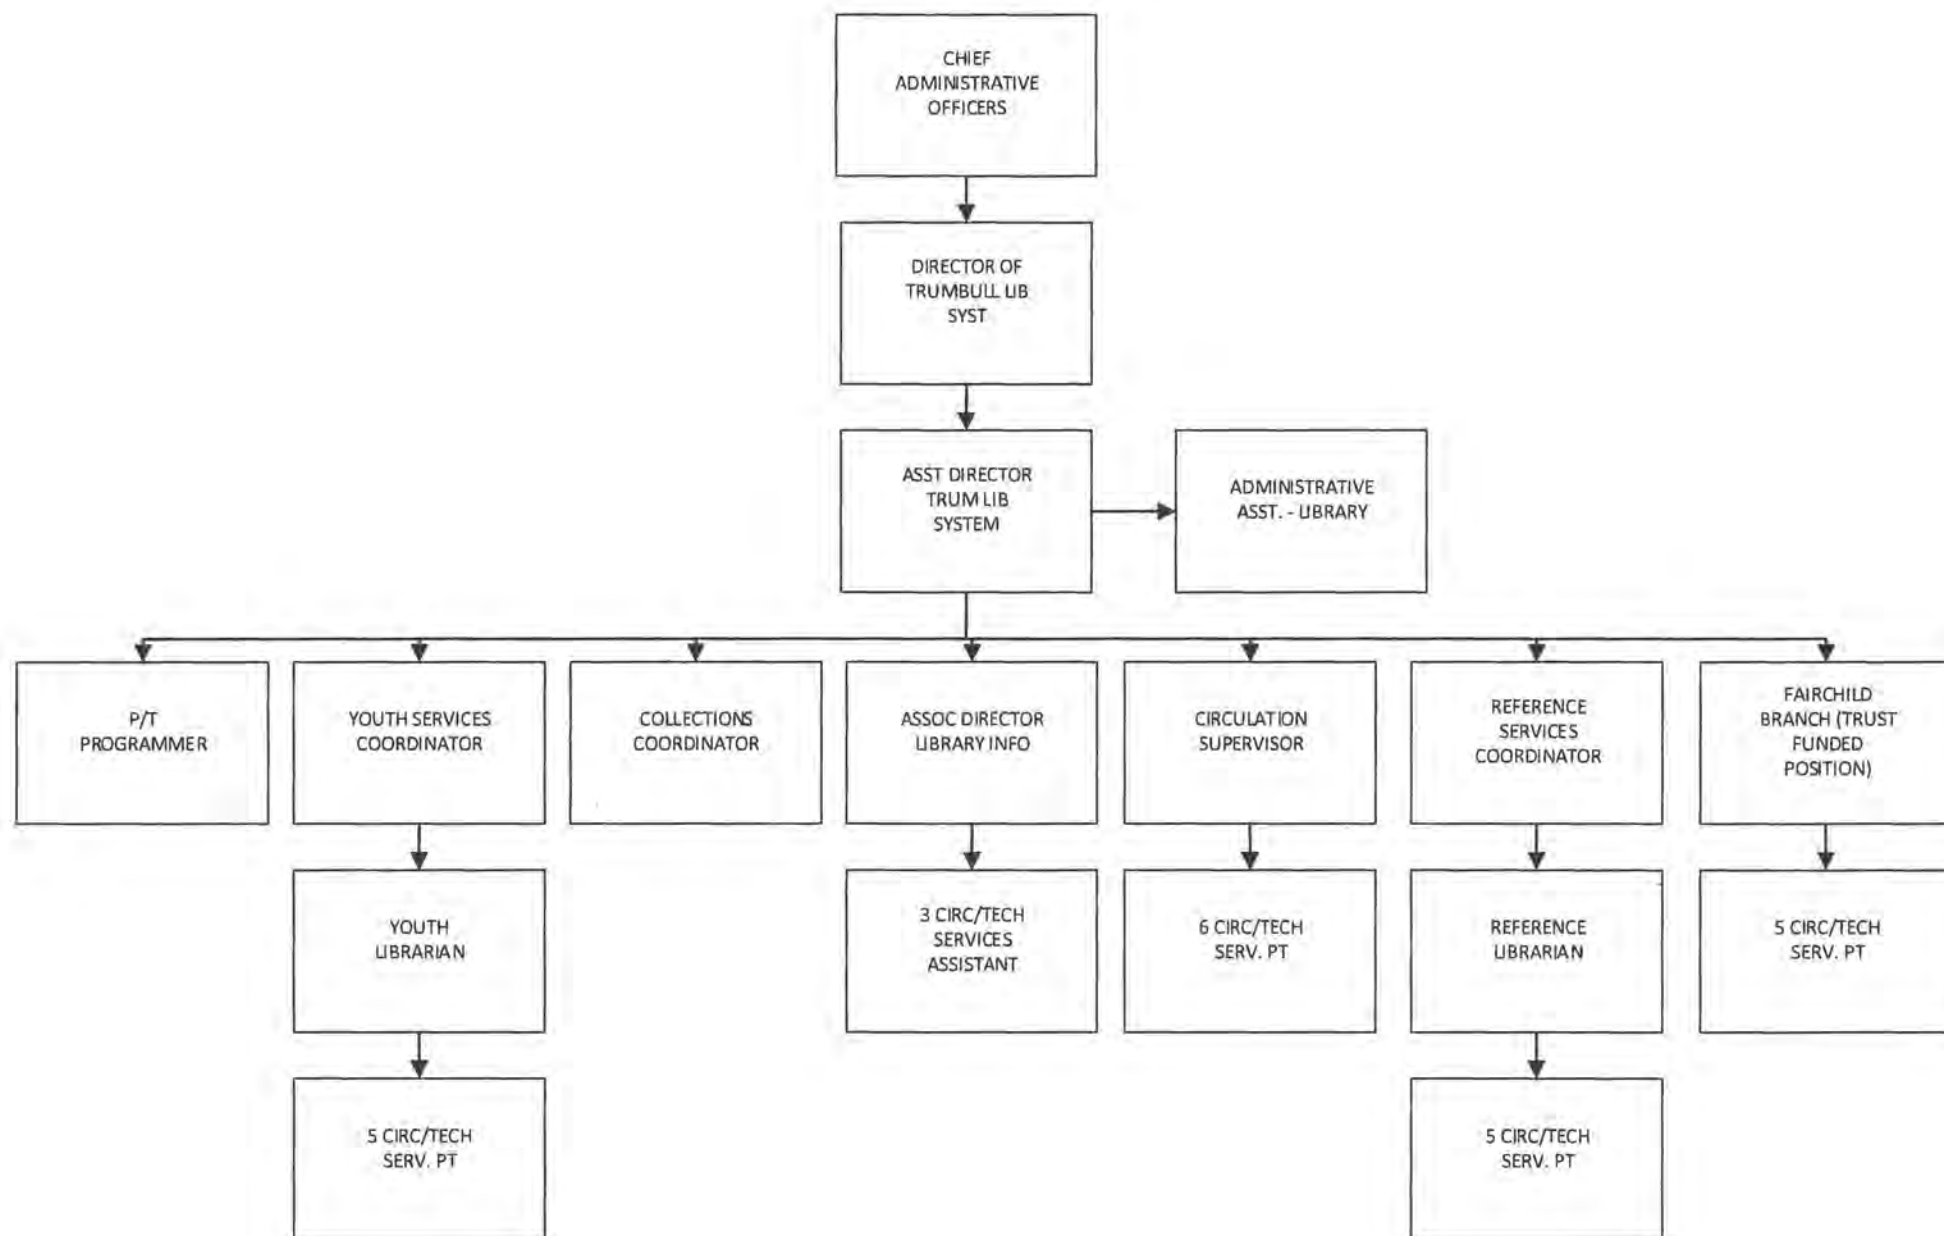 CHIEF
ADMINISTRATIVE
OFFICERS
DIRECTOR OF
TRUMBULL LIB
SYST
ASST DIRECTOR
TRUM LIB
SYSTEM
ADMINISTRATIVE
ASST. - LIBRARY
P/T
PROGRAMMER
YOUTH SERVICES
COORDINATOR
COLLECTIONS
COORDINATOR
ASSOC DIRECTOR
LIBRARY INFO
CIRCULATION
SUPERVISOR
REFERENCE
SERVICES
COORDINATOR
FAIRCHILD
BRANCH (TRUST
FUNDED
POSITION)
YOUTH
LIBRARIAN
3 CIRC/TECH
SERVICES
ASSISTANT
6 CIRC/TECH
SERV. PT
REFERENCE
LIBRARIAN
5 CIRC/TECH
SERV. PT
5 CIRC/TECH
SERV. PT
5 CIRC/TECH
SERV. PT